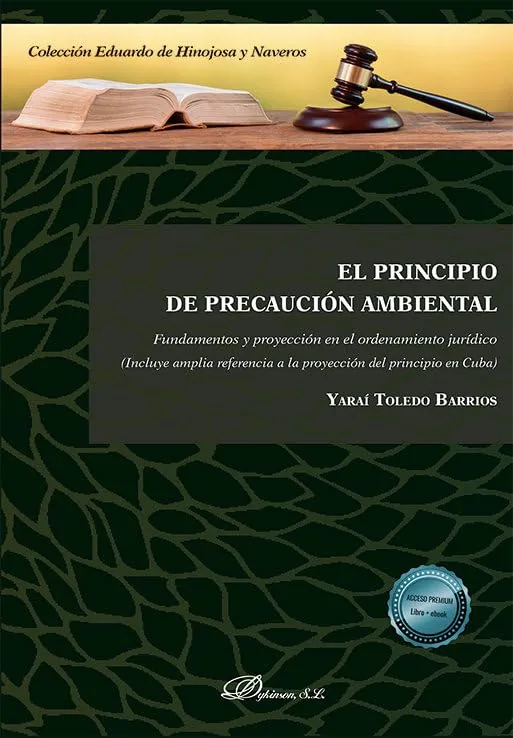 Colección Eduardo de Hinojosa y Naveros
EL PRINCIPIO
DE PRECAUCIÓN AMBIENTAL
Fundamentos y proyección en el ordenamiento jurídico
(Incluye amplia referencia a la proyección del principio en Cuba)
Yaraí Toledo Barrios
ACCESO PREMIUM
Libro + ebook
Dykinson, S.L.